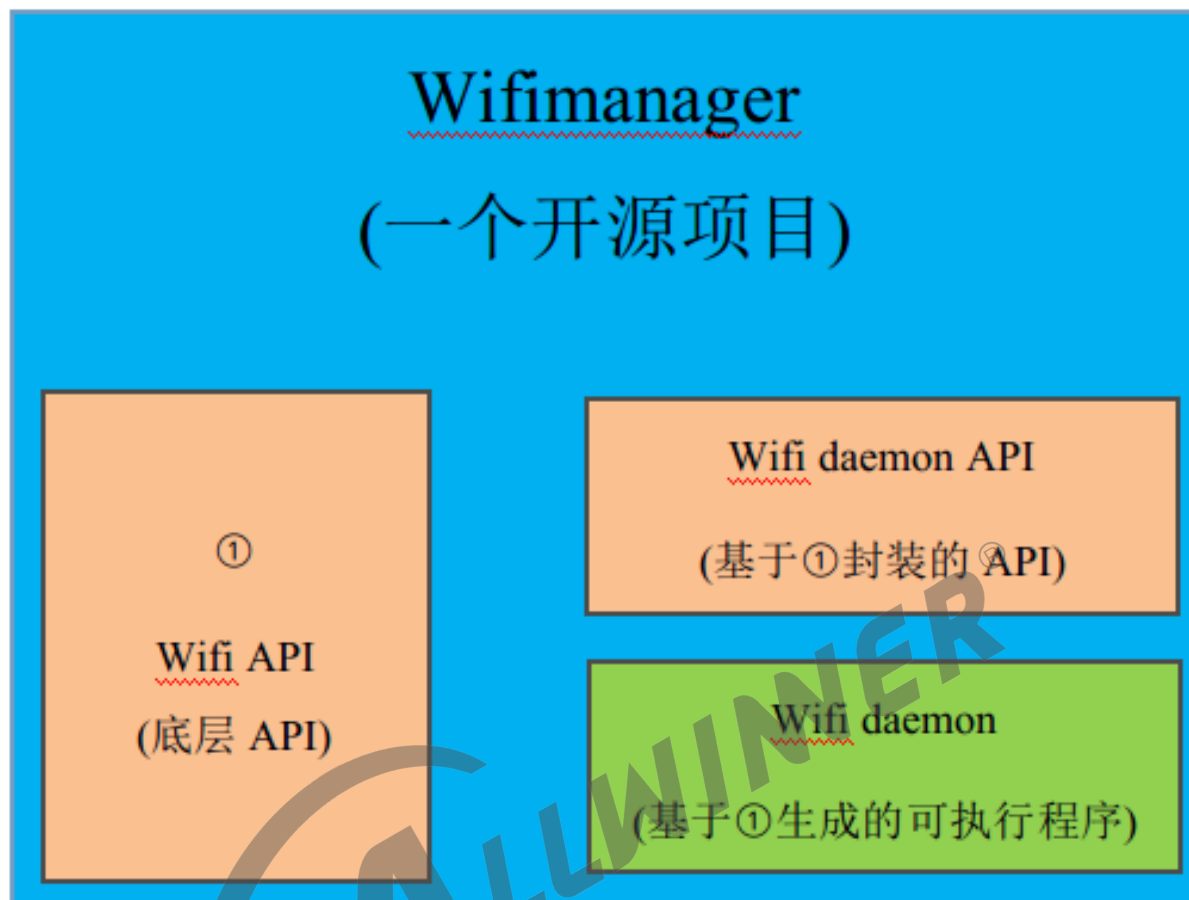 Wifimanager
(一个开源项目)
①
Wifi API
(底层 API)
Wifi daemon API
(基于①封装的 API)
Wifi daemon
(基于①生成的可执行程序)
ALLWINNER®